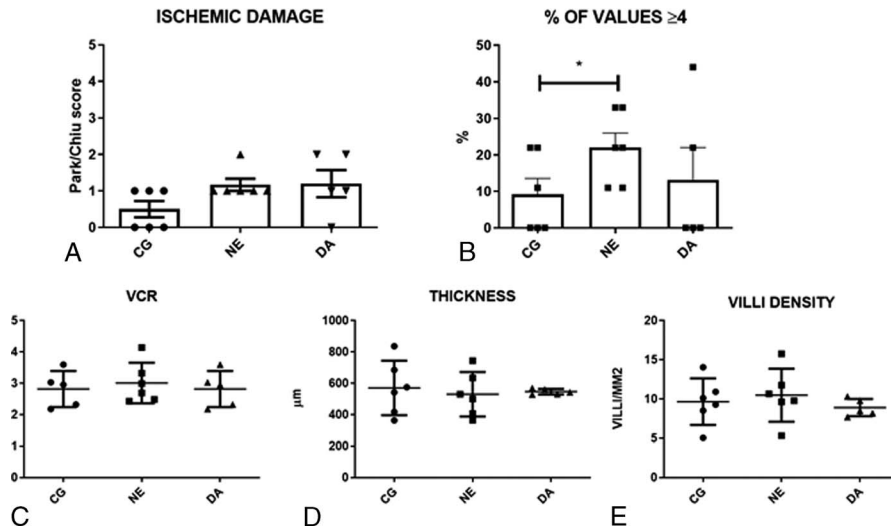 ISCHEMIC DAMAGE
Park/Chiu score
5
4
3
2
1
0
CG
NE
DA
A
% OF VALUES ≥4
%
50
40
30
20
10
0
*
CG
NE
DA
B
VCR
5
4
3
2
1
0
CG
NE
DA
C
THICKNESS
µm
1000
800
600
400
200
0
CG
NE
DA
D
VILLI DENSITY
VILLI/MM2
20
15
10
5
0
CG
NE
DA
E